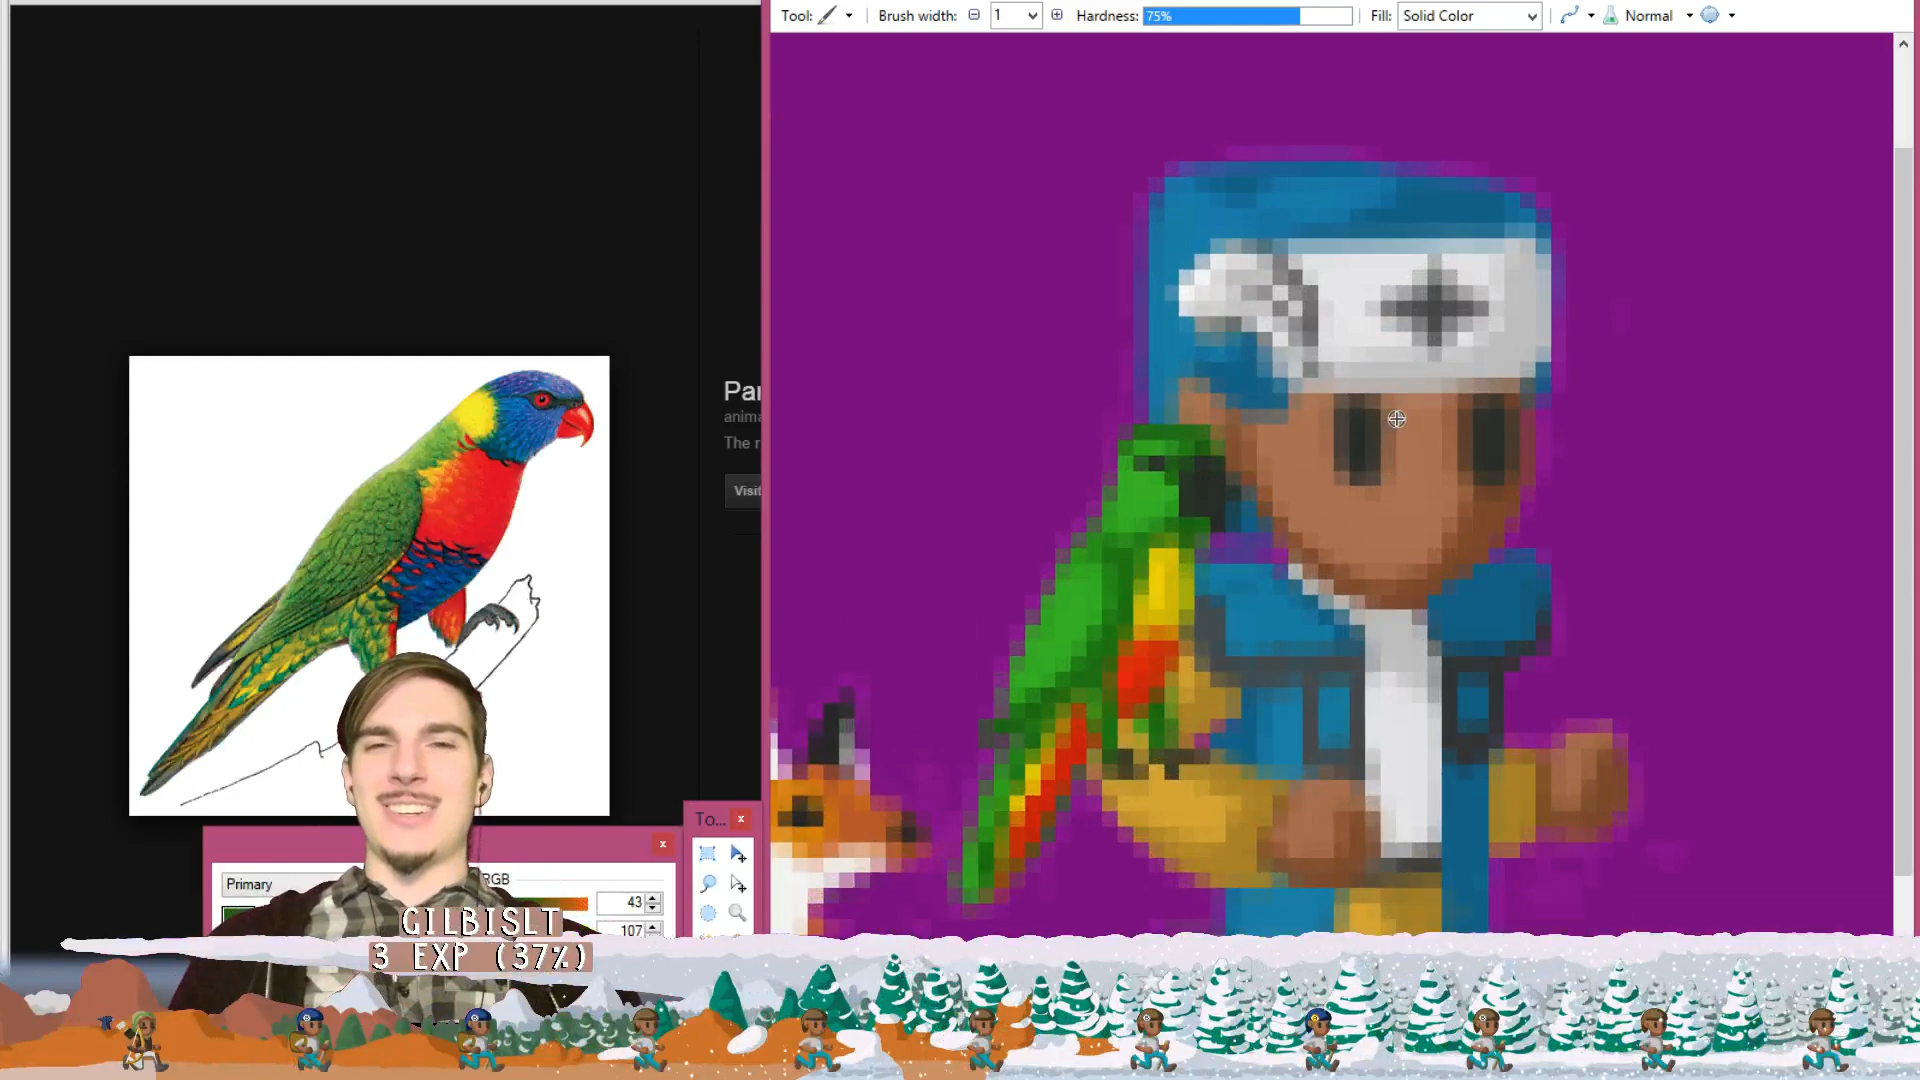 Tool:
Brush width:
1
Hardness:
75%
Fill:
Solid Color
Normal
Par
anima
The r
Visit
To...
Primary
RGB
43
107
GILBISLT
3 EXP (37%)